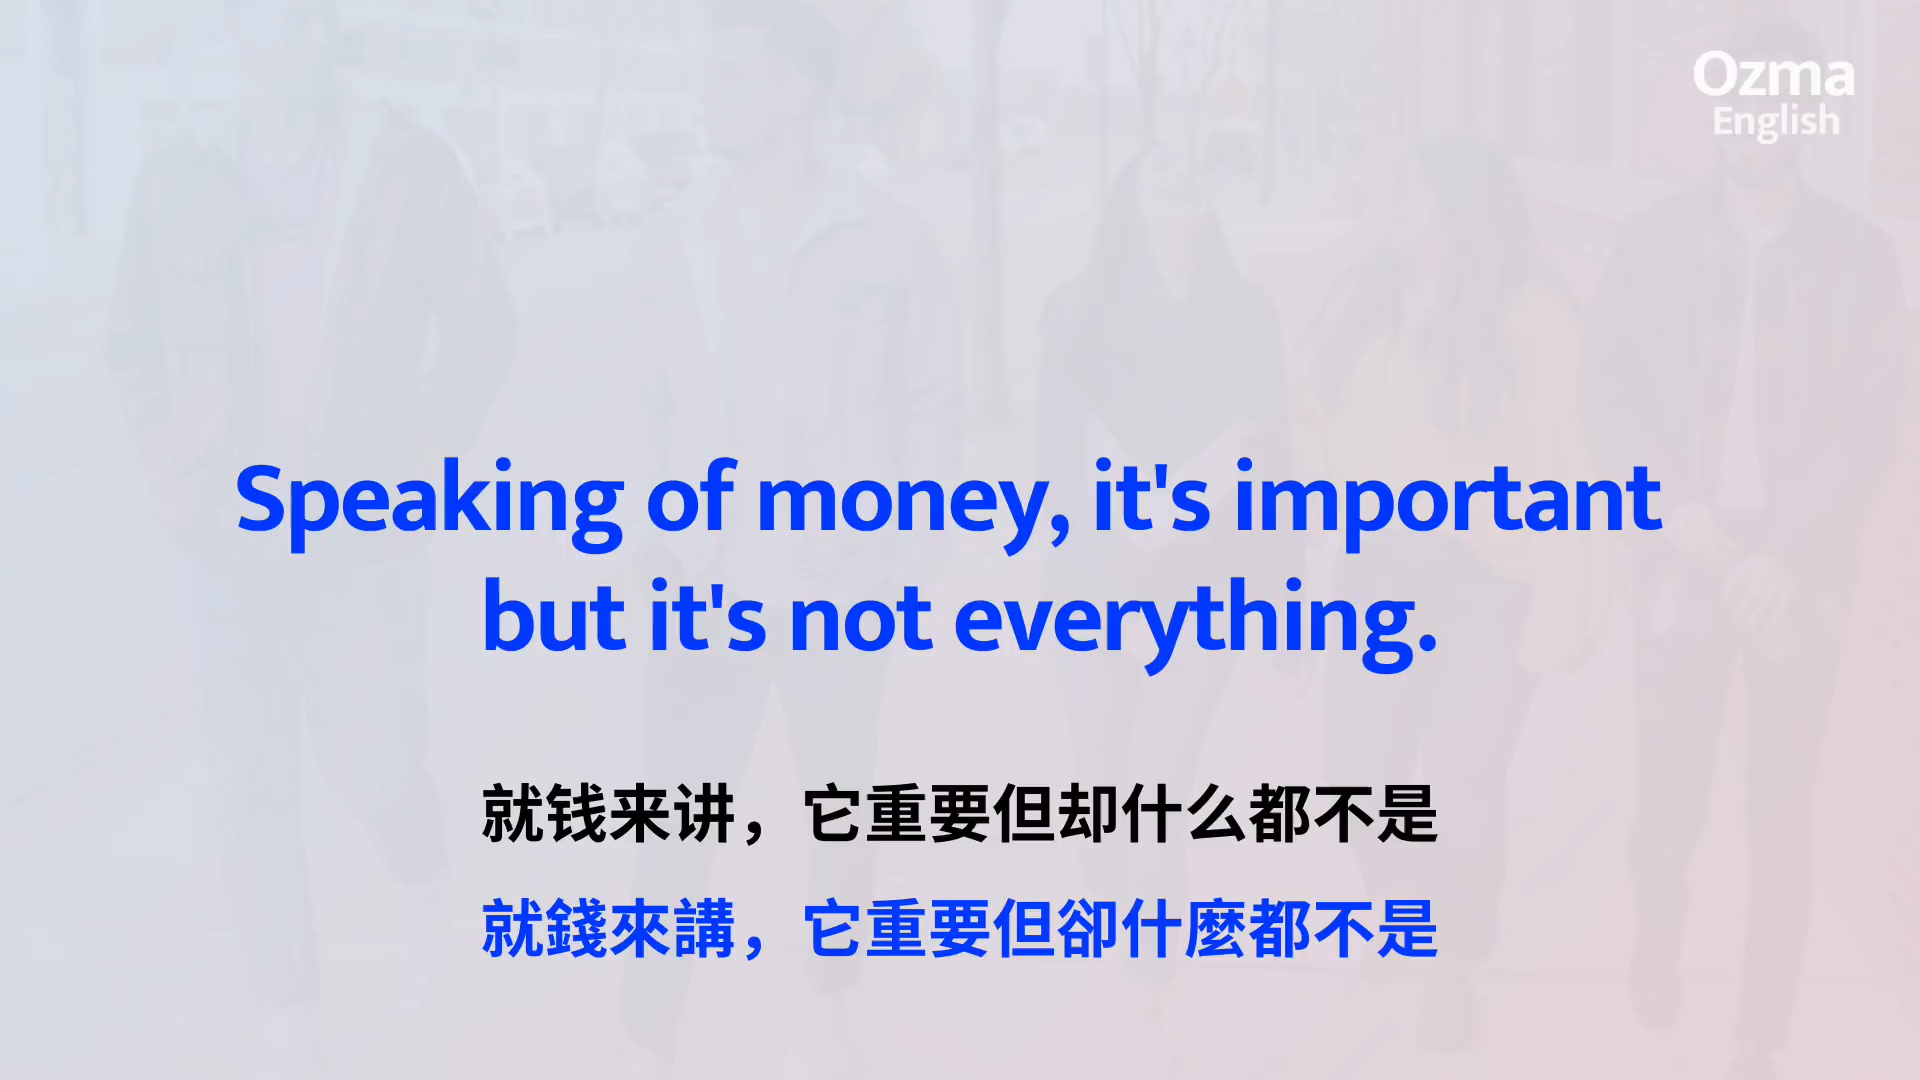 Ozma
English
Speaking of money, it's important
but it's not everything.
就钱来讲，它重要但却什么都不是
就錢來講，它重要但卻什麼都不是